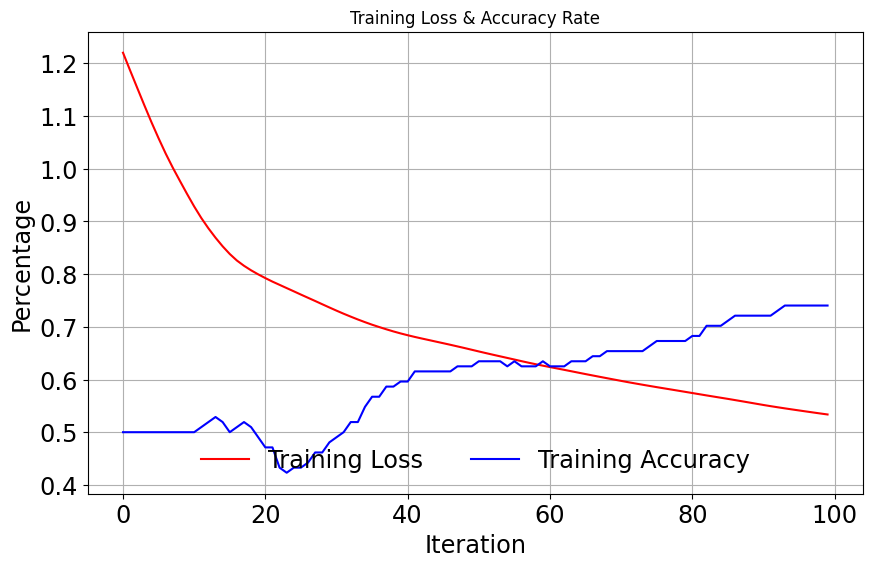 Training Loss & Accuracy Rate
1.2
1.1
1.0
0.9
0.8
0.7
0.6
0.5
0.4
Percentage
Training Loss
Training Accuracy
0 20 40 60 80 100
Iteration